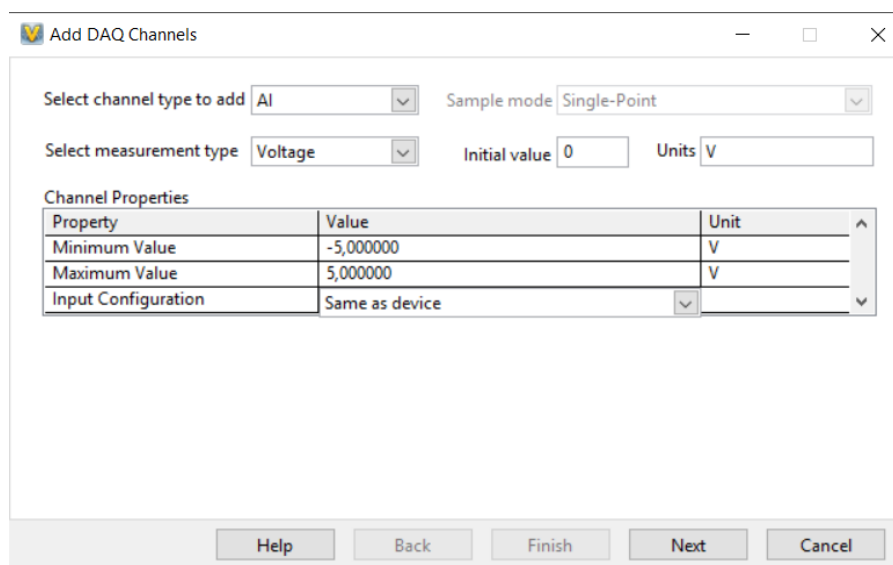 Add DAQ Channels
Select channel type to add AI Sample mode Single-Point
Select measurement type Voltage Initial value 0 Units V
Channel Properties
Property Value Unit
Minimum Value -5,000000 V
Maximum Value 5,000000 V
Input Configuration Same as device
Help Back Finish Next Cancel